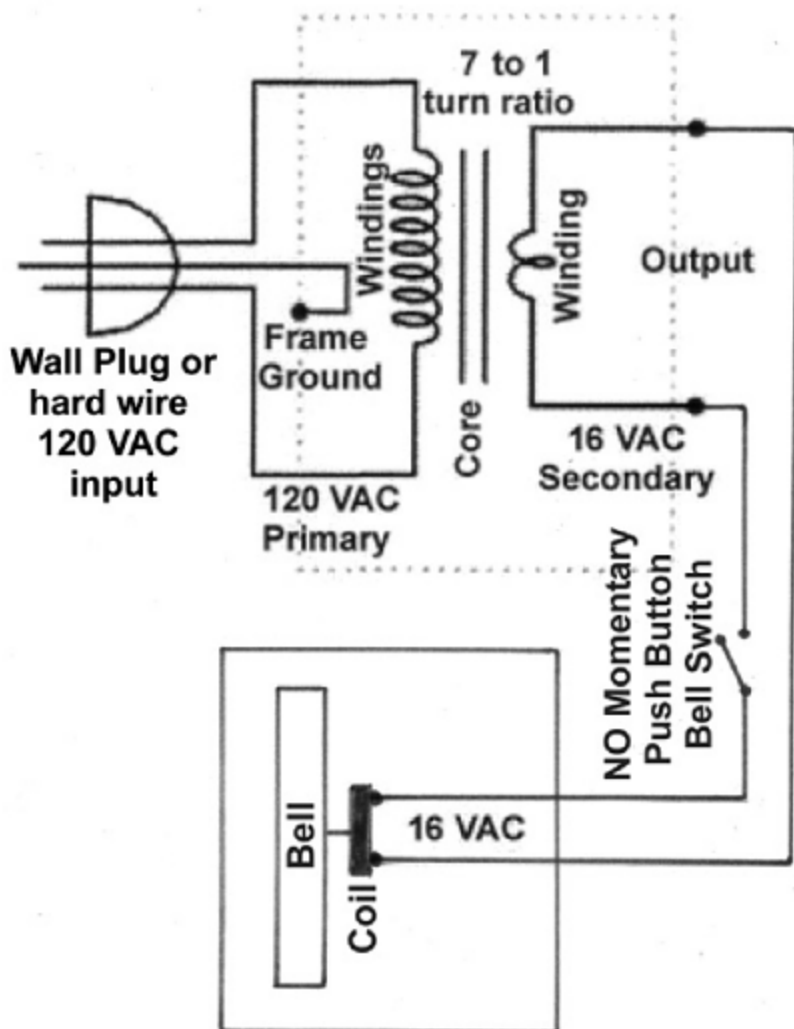 7 to 1
turn ratio
Windings
Winding
Output
Frame
Ground
Wall Plug or
hard wire
120 VAC
input
Core
16 VAC
Secondary
120 VAC
Primary
NO Momentary
Push Button
Bell Switch
Bell
Coil
16 VAC